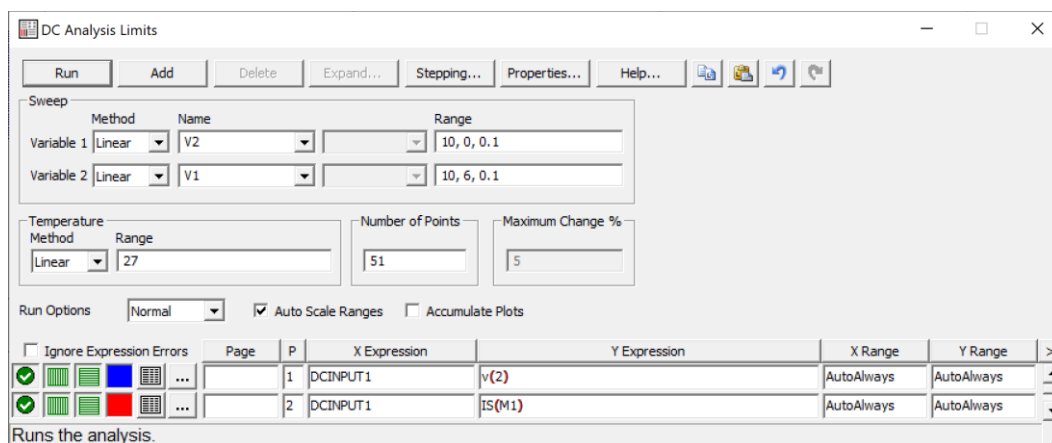 DC Analysis Limits
Run Add Delete Expand... Stepping... Properties... Help...
Sweep
Method Name Range
Variable 1 Linear V2 10, 0, 0.1
Variable 2 Linear V1 10, 6, 0.1
Temperature Number of Points Maximum Change %
Method Range
Linear 27 51 5
Run Options Normal Auto Scale Ranges Accumulate Plots
Ignore Expression Errors Page P X Expression Y Expression X Range Y Range >
... 1 DCINPUT1 v(2) AutoAlways AutoAlways
... 2 DCINPUT1 IS(M1) AutoAlways AutoAlways
Runs the analysis.